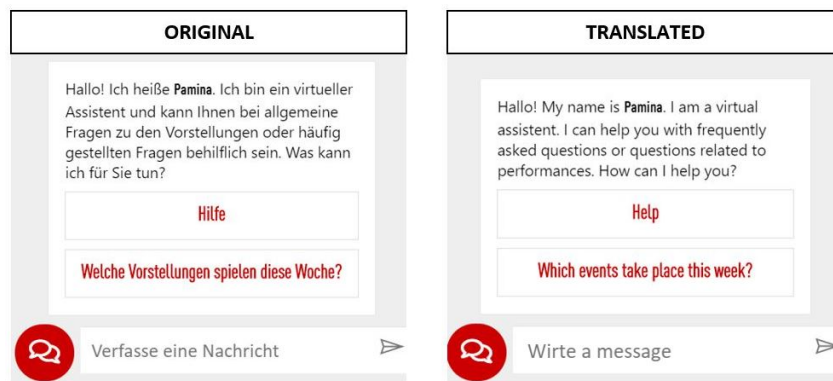 ORIGINAL
Hallo! Ich heiße Pamina. Ich bin ein virtueller
Assistent und kann Ihnen bei allgemeine
Fragen zu den Vorstellungen oder häufig
gestellten Fragen behilflich sein. Was kann
ich für Sie tun?
Hilfe
Welche Vorstellungen spielen diese Woche?
Verfasse eine Nachricht
TRANSLATED
Hallo! My name is Pamina. I am a virtual
assistent. I can help you with frequently
asked questions or questions related to
performances. How can I help you?
Help
Which events take place this week?
Wirte a message